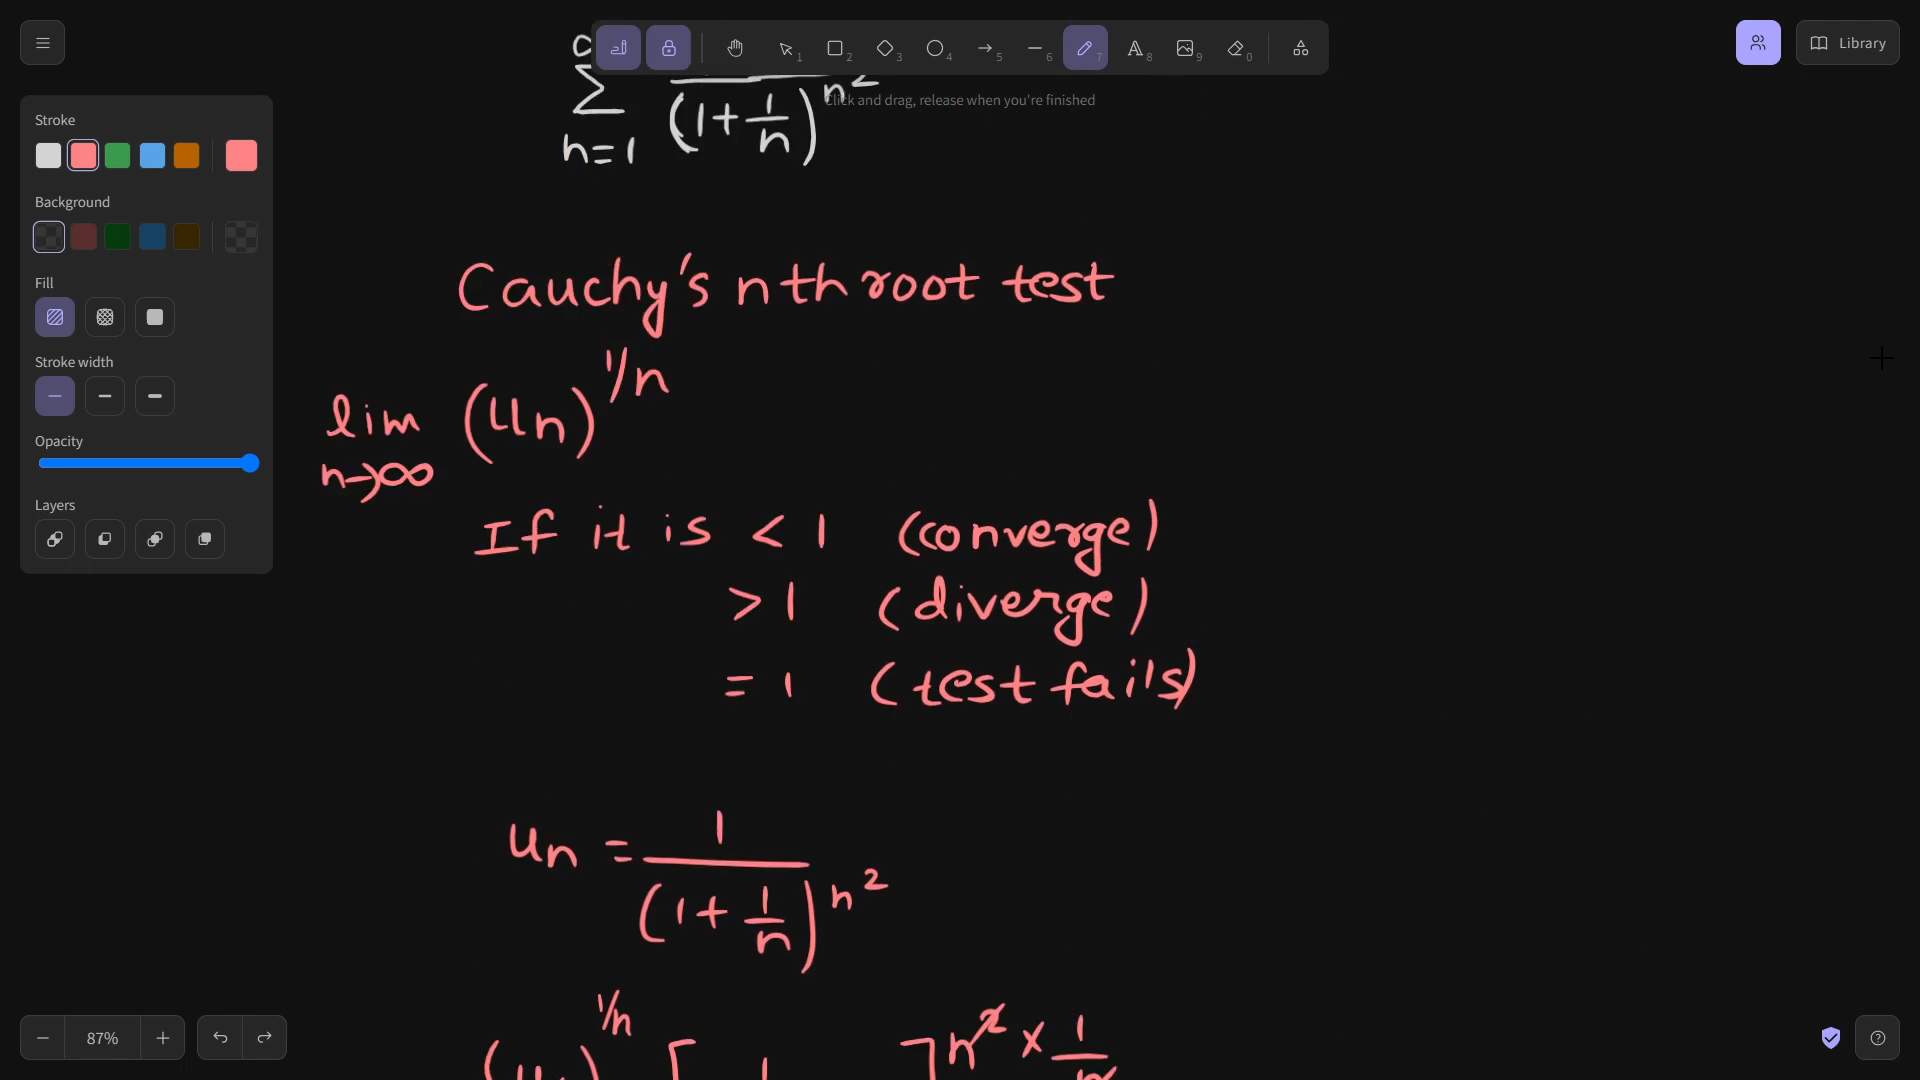 Library
Click and drag, release when you're finished
∑ n=1 1/(1+1/n)^n^2
Stroke
Background
Fill
Stroke width
Opacity
Layers
Cauchy's nth root test
lim n→∞ (Un)^1/n
If it is < 1 (converge)
> 1 (diverge)
= 1 (test fails)
un = 1/(1+1/n)^n^2
87%